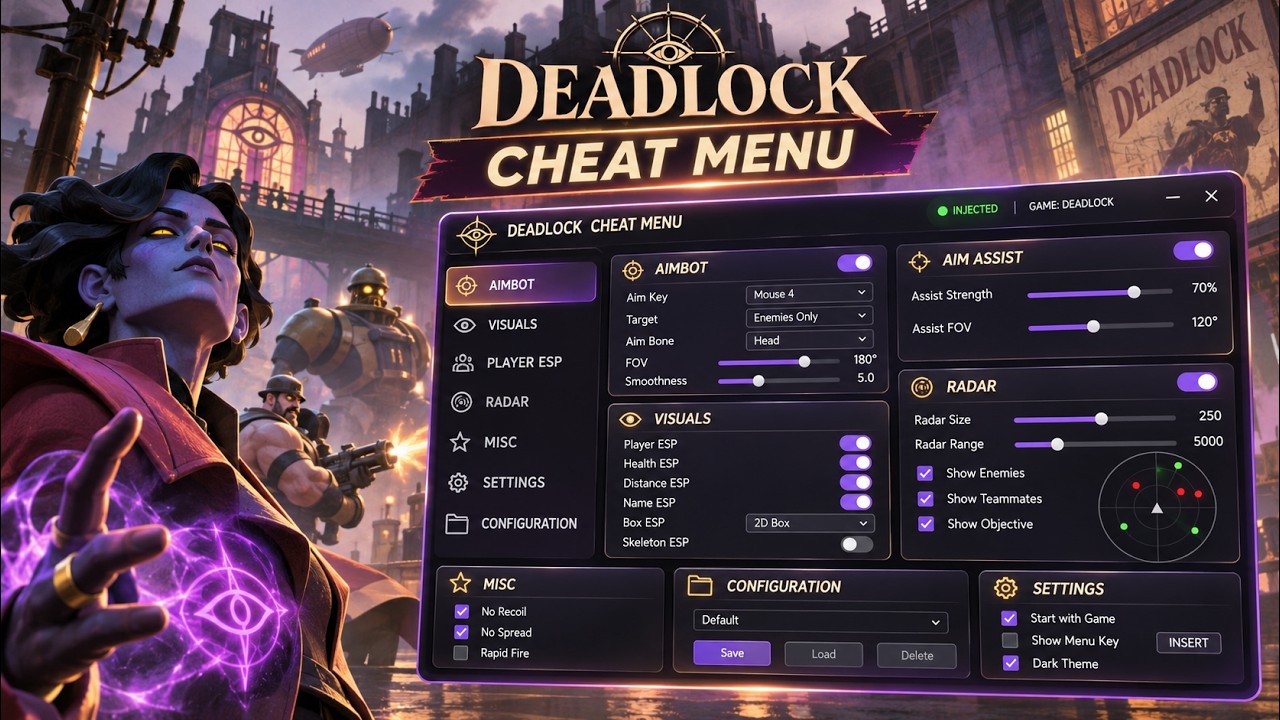 DEADLOCK
CHEAT MENU
DEADLOCK
DEADLOCK CHEAT MENU
INJECTED
GAME: DEADLOCK
AIMBOT
VISUALS
PLAYER ESP
RADAR
MISC
SETTINGS
CONFIGURATION
AIMBOT
Aim Key
Mouse 4
Target
Enemies Only
Aim Bone
Head
FOV
180°
Smoothness
5.0
VISUALS
Player ESP
Health ESP
Distance ESP
Name ESP
Box ESP
2D Box
Skeleton ESP
AIM ASSIST
Assist Strength
70%
Assist FOV
120°
RADAR
Radar Size
250
Radar Range
5000
Show Enemies
Show Teammates
Show Objective
MISC
No Recoil
No Spread
Rapid Fire
CONFIGURATION
Default
Save
Load
Delete
SETTINGS
Start with Game
Show Menu Key
INSERT
Dark Theme